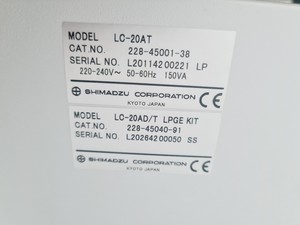 MODEL LC-20AT
CAT.NO. 228-45001-38
SERIAL NO. L20114200221 LP
220-240V~ 50-60Hz 150VA
SHIMADZU CORPORATION
KYOTO JAPAN
MODEL LC-20AD/T LPGE KIT
CAT.NO. 228-45040-91
SERIAL NO. L20264200050 SS
SHIMADZU CORPORATION
KYOTO JAPAN